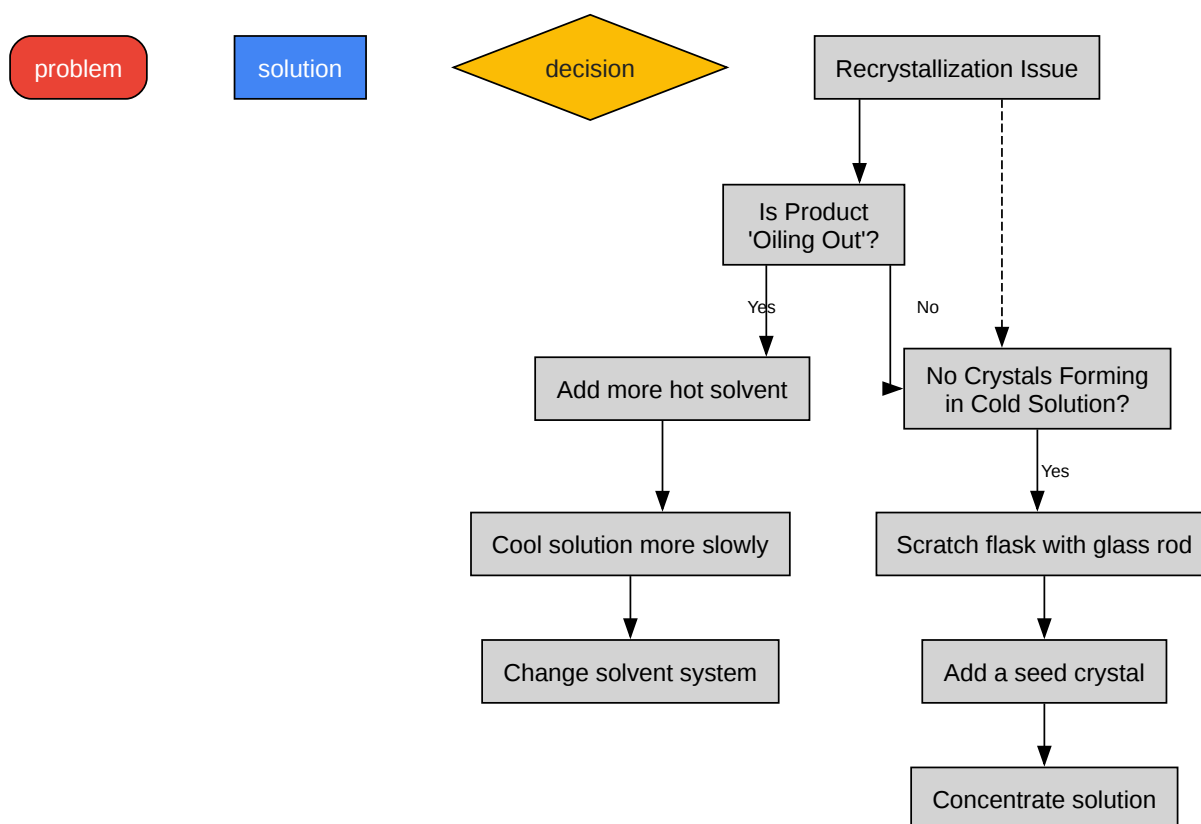 problem
solution
decision
Recrystallization Issue
Is Product
'Oiling Out'?
Yes
No
Add more hot solvent
No Crystals Forming
in Cold Solution?
Yes
Cool solution more slowly
Scratch flask with glass rod
Change solvent system
Add a seed crystal
Concentrate solution